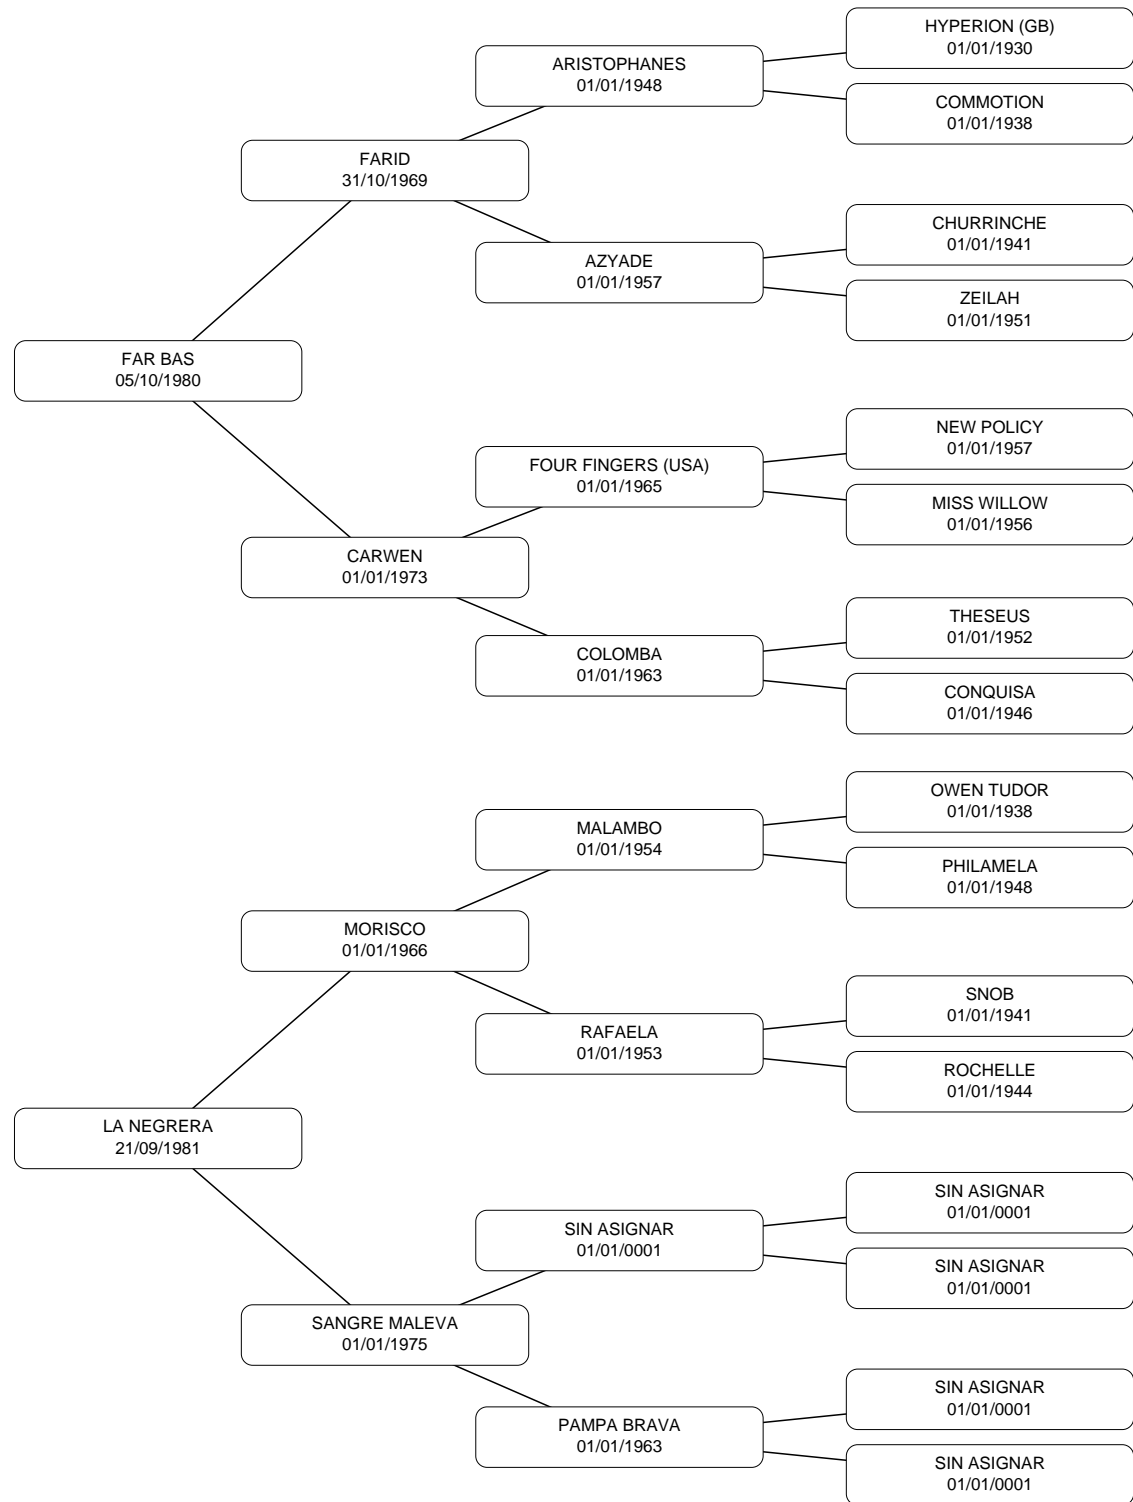 HYPERION (GB)
01/01/1930
ARISTOPHANES
01/01/1948
COMMOTION
01/01/1938
FARID
31/10/1969
CHURRINCHE
01/01/1941
AZYADE
01/01/1957
ZEILAH
01/01/1951
FAR BAS
05/10/1980
NEW POLICY
01/01/1957
FOUR FINGERS (USA)
01/01/1965
MISS WILLOW
01/01/1956
CARWEN
01/01/1973
THESEUS
01/01/1952
COLOMBA
01/01/1963
CONQUISA
01/01/1946
OWEN TUDOR
01/01/1938
MALAMBO
01/01/1954
PHILAMELA
01/01/1948
MORISCO
01/01/1966
SNOB
01/01/1941
RAFAELA
01/01/1953
ROCHELLE
01/01/1944
LA NEGRERA
21/09/1981
SIN ASIGNAR
01/01/0001
SIN ASIGNAR
01/01/0001
SIN ASIGNAR
01/01/0001
SANGRE MALEVA
01/01/1975
SIN ASIGNAR
01/01/0001
PAMPA BRAVA
01/01/1963
SIN ASIGNAR
01/01/0001